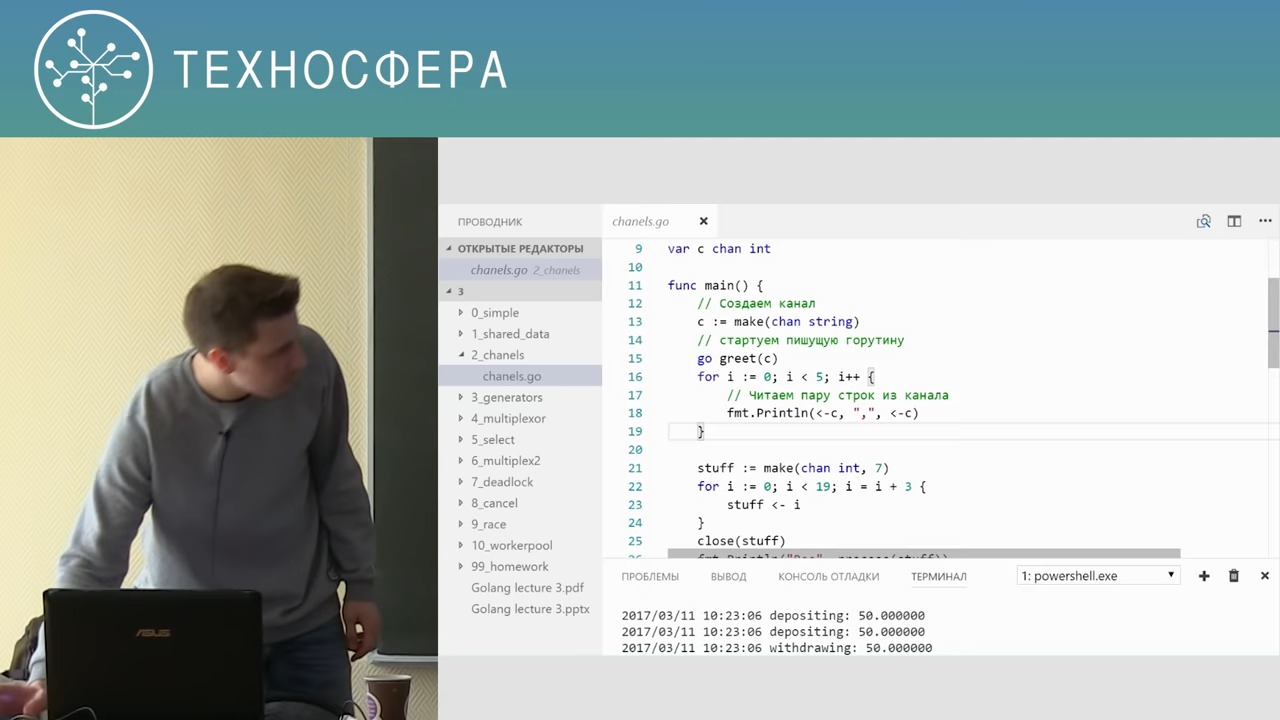 ТЕХНОСФЕРА
ПРОВОДНИК
ОТКРЫТЫЕ РЕДАКТОРЫ
chanels.go 2_chanels
3
0_simple
1_shared_data
2_chanels
chanels.go
3_generators
4_multiplexor
5_select
6_multiplex2
7_deadlock
8_cancel
9_race
10_workerpool
99_homework
Golang lecture 3.pdf
Golang lecture 3.pptx
chanels.go
9 var c chan int
10
11 func main() {
12 // Создаем канал
13 c := make(chan string)
14 // стартуем пишущую горутину
15 go greet(c)
16 for i := 0; i < 5; i++ {
17 // Читаем пару строк из канала
18 fmt.Println(<-c, ",", <-c)
19 }
20
21 stuff := make(chan int, 7)
22 for i := 0; i < 19; i = i + 3 {
23 stuff <- i
24 }
25 close(stuff)
ПРОБЛЕМЫ ВЫВОД КОНСОЛЬ ОТЛАДКИ ТЕРМИНАЛ 1: powershell.exe
2017/03/11 10:23:06 depositing: 50.000000
2017/03/11 10:23:06 depositing: 50.000000
2017/03/11 10:23:06 withdrawing: 50.000000
ASUS